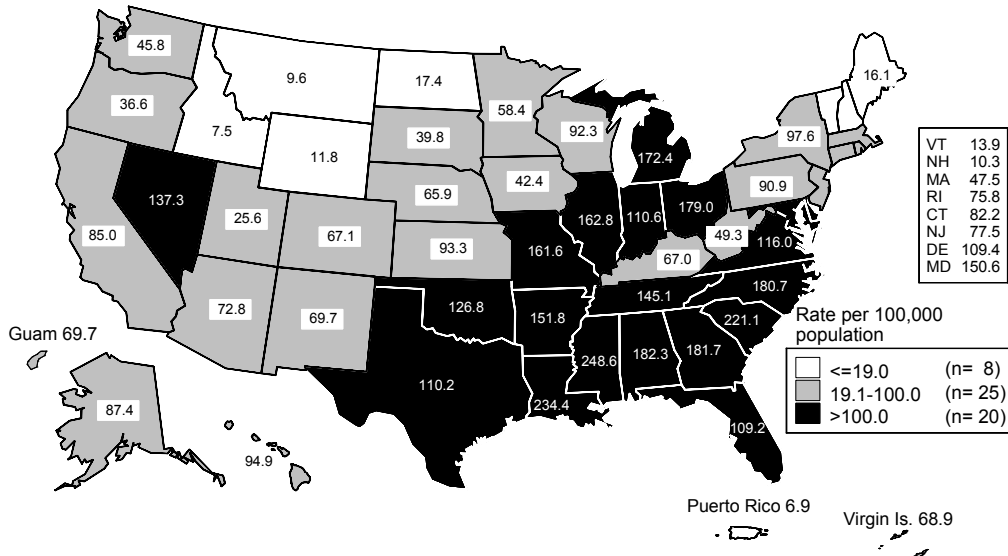 45.8
9.6
17.4
16.1
36.6
58.4
7.5
39.8
92.3
97.6
11.8
172.4
VT 13.9
NH 10.3
MA 47.5
RI 75.8
CT 82.2
NJ 77.5
DE 109.4
MD 150.6
42.4
90.9
137.3
65.9
179.0
25.6
162.8
110.6
85.0
67.1
49.3
116.0
93.3
161.6
67.0
180.7
145.1
72.8
126.8
69.7
151.8
221.1
Rate per 100,000
population
Guam 69.7
248.6
182.3
181.7
<=19.0 (n= 8)
19.1-100.0 (n= 25)
>100.0 (n= 20)
110.2
234.4
87.4
109.2
94.9
Puerto Rico 6.9
Virgin Is. 68.9